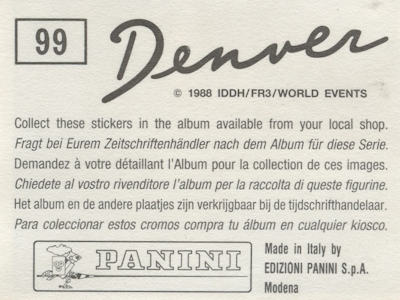 99
Denver
© 1988 IDDH/FR3/WORLD EVENTS
Collect these stickers in the album available from your local shop.
Fragt bei Eurem Zeitschriftenhändler nach dem Album für diese Serie.
Demandez à votre détaillant l'Album pour la collection de ces images.
Chiedete al vostro rivenditore l'album per la raccolta di queste figurine.
Het album en de andere plaatjes zijn verkrijgbaar bij de tijdschrifthandelaar.
Para coleccionar estos cromos compra tu álbum en cualquier kiosco.
PANINI
Made in Italy by
EDIZIONI PANINI S.p.A.
Modena